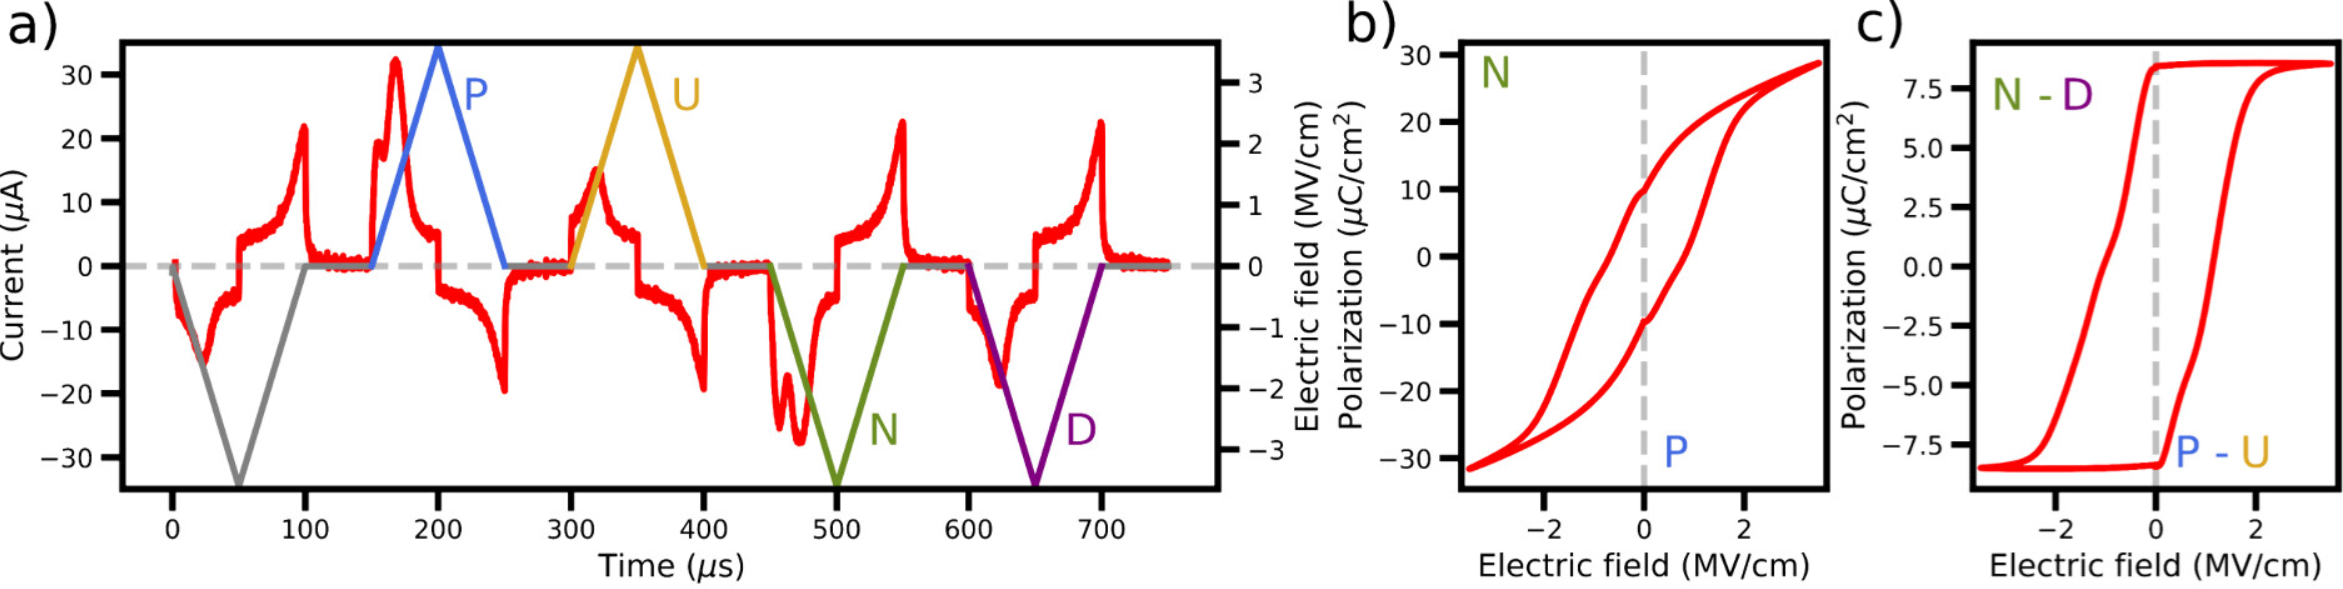 a)
Current (μA)
30
20
10
0
−10
−20
−30
P
U
N
D
3
2
1
0
−1
−2
−3
Electric field (MV/cm)
0
100
200
300
400
500
600
700
Time (μs)
b)
Polarization (μC/cm²)
30
20
10
0
−10
−20
−30
N
P
−2
0
2
Electric field (MV/cm)
c)
Polarization (μC/cm²)
7.5
5.0
2.5
0.0
−2.5
−5.0
−7.5
N - D
P - U
−2
0
2
Electric field (MV/cm)